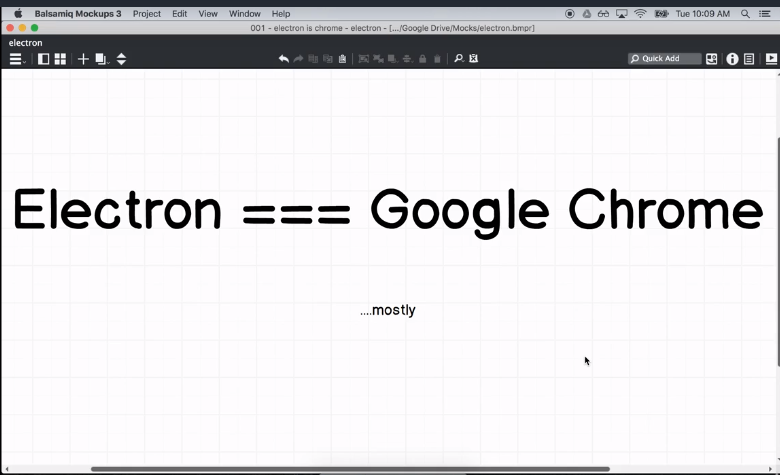 Balsamiq Mockups 3 Project Edit View Window Help Tue 10:09 AM
001 - electron is chrome - electron - [.../Google Drive/Mocks/electron.bmpr]
electron
Quick Add
Electron === Google Chrome
....mostly